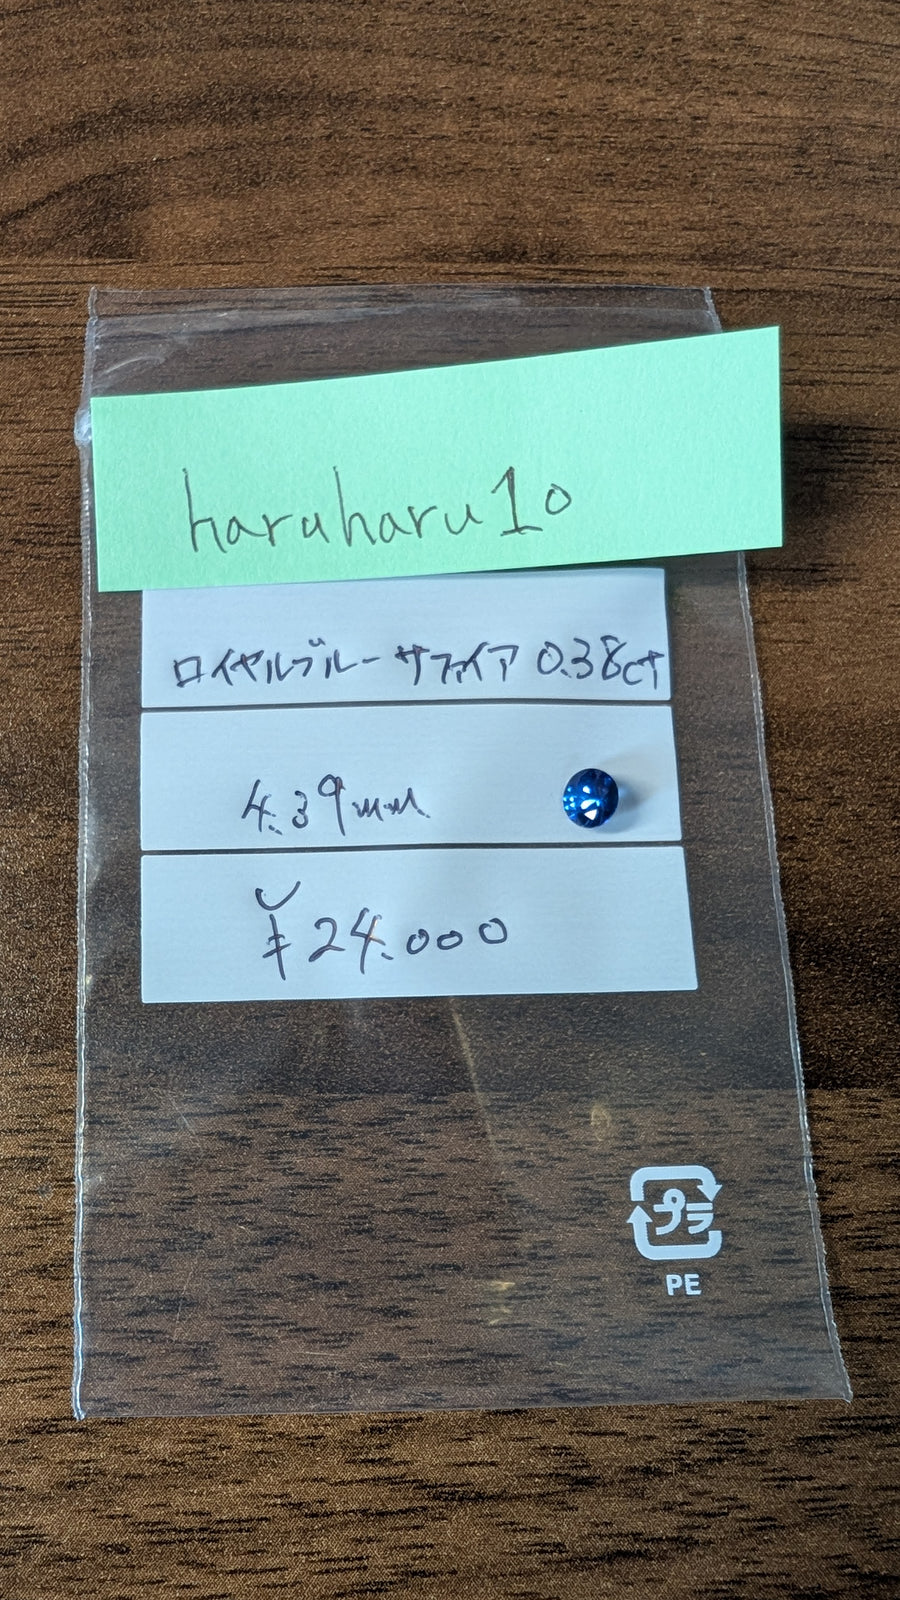 haruharu10
ロイヤルブルーサファイア 0.38ct
4.39mm
¥24.000
プラ
PE